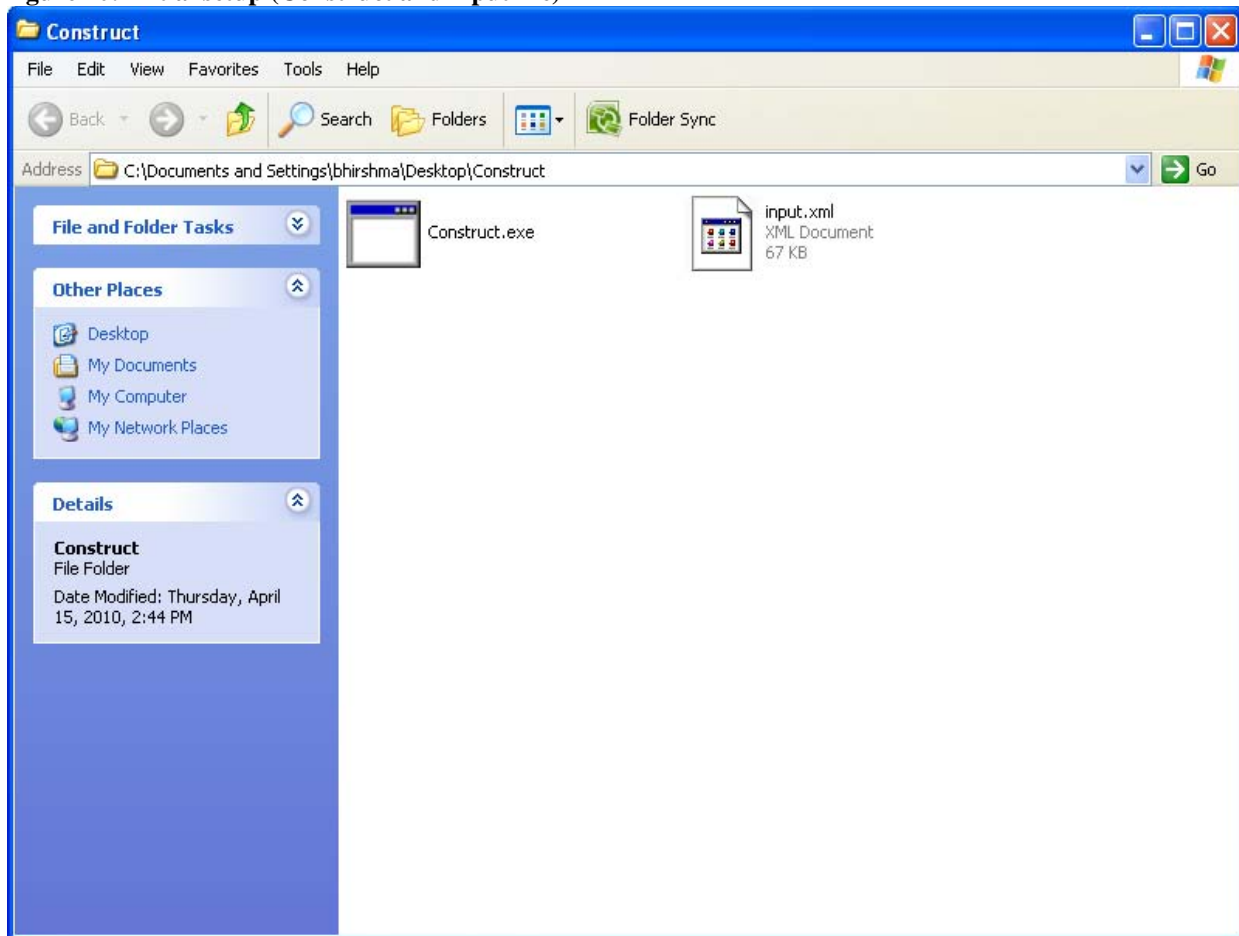 Construct
File Edit View Favorites Tools Help
Back Search Folders Folder Sync
Address C:\Documents and Settings\bhirshma\Desktop\Construct Go
File and Folder Tasks
Other Places
Desktop
My Documents
My Computer
My Network Places
Details
Construct
File Folder
Date Modified: Thursday, April
15, 2010, 2:44 PM
Construct.exe
input.xml
XML Document
67 KB